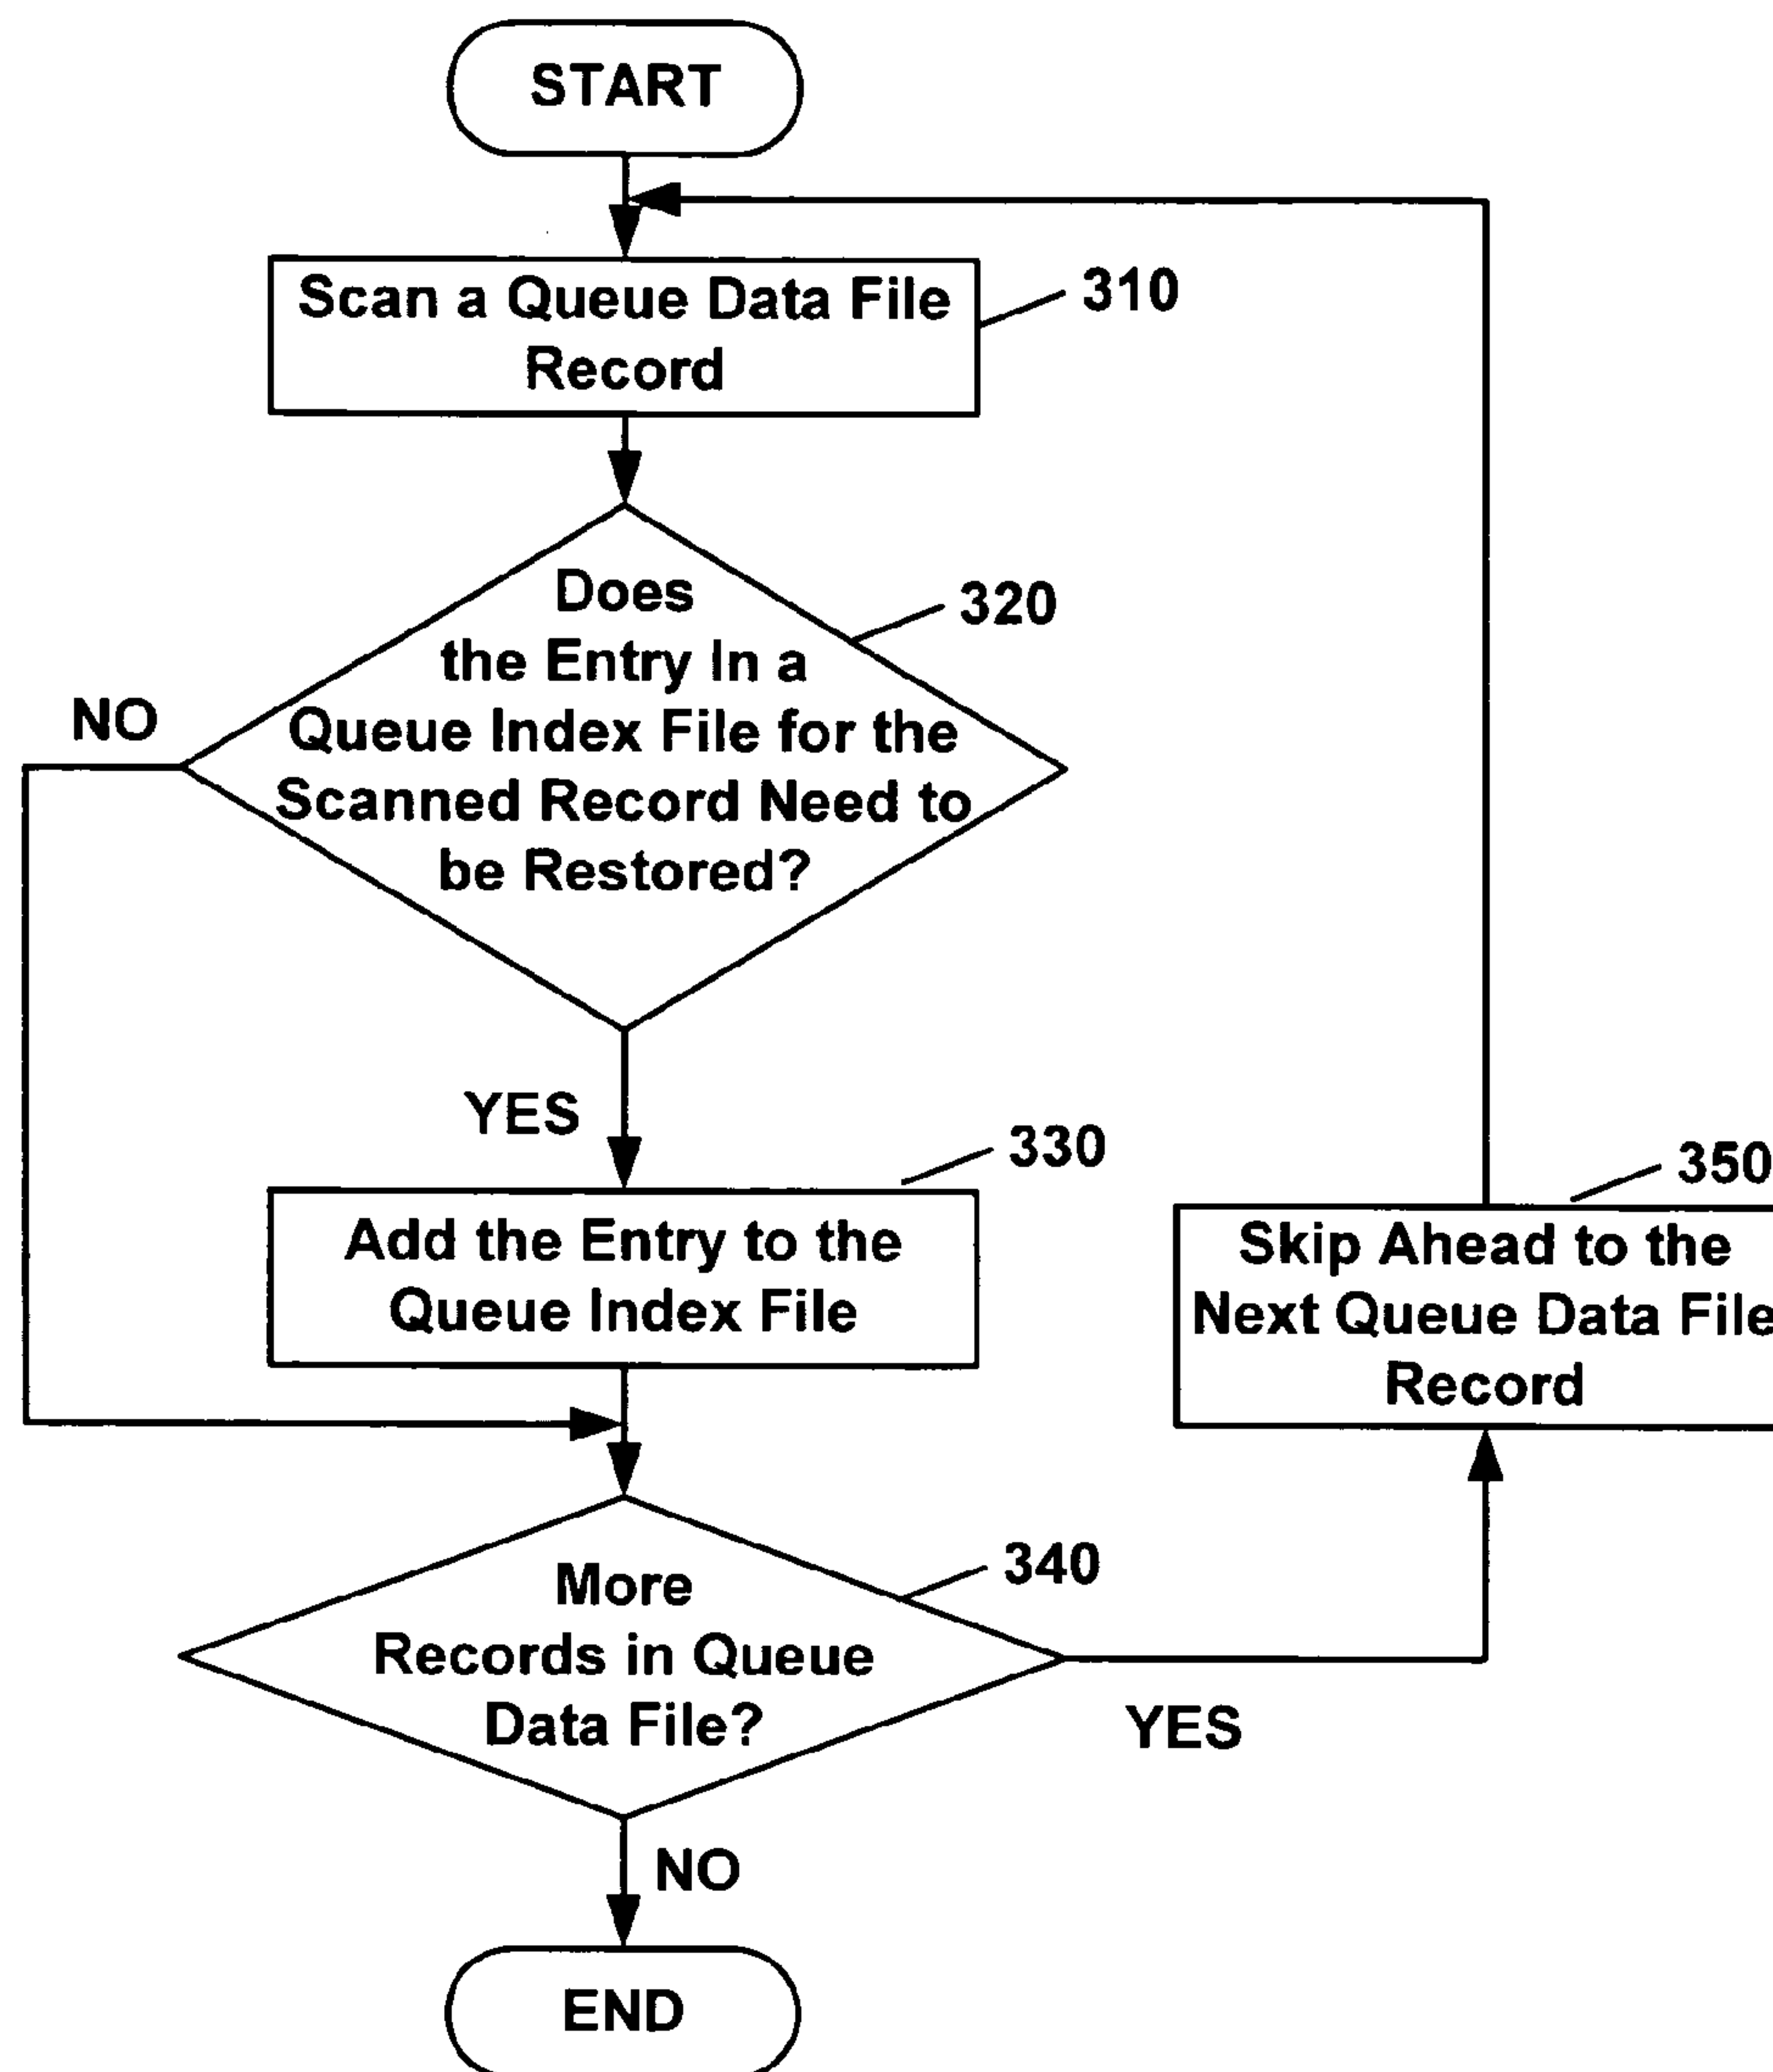 START
Scan a Queue Data File
Record
310
Does
the Entry In a
Queue Index File for the
Scanned Record Need to
be Restored?
320
NO
YES
330
Add the Entry to the
Queue Index File
350
Skip Ahead to the
Next Queue Data File
Record
More
Records in Queue
Data File?
340
YES
NO
END